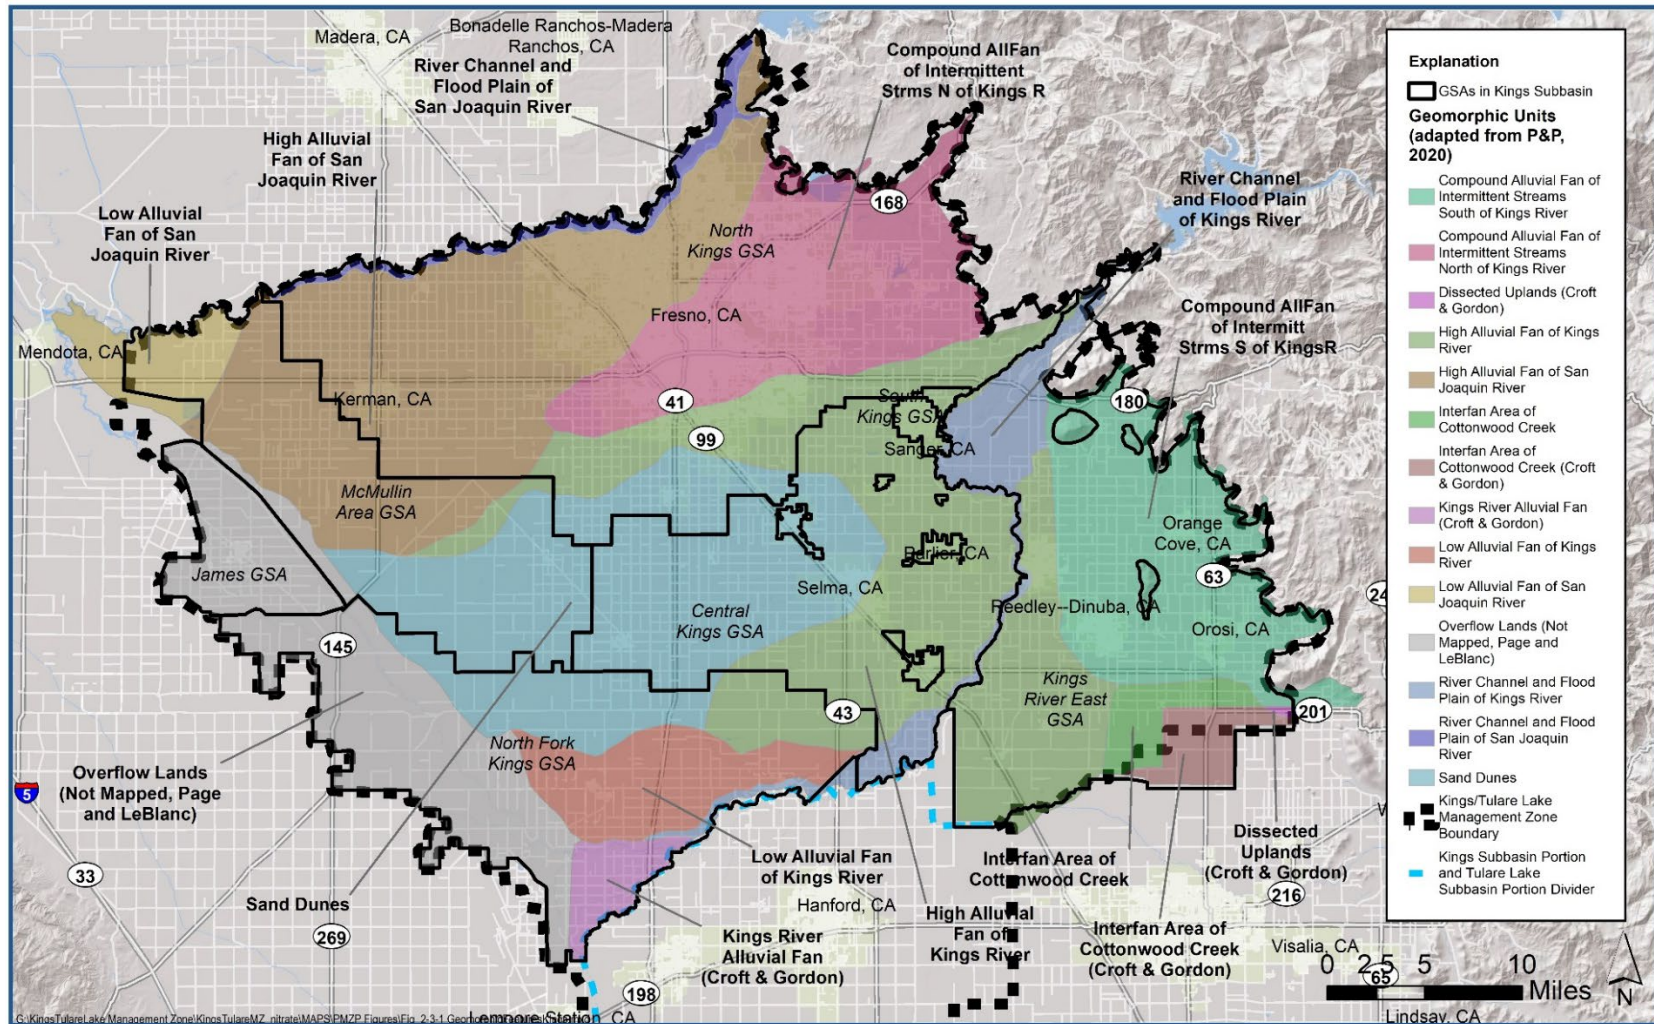 Madera, CA
Bonadelle Ranchos-Madera
Ranchos, CA
River Channel and
Flood Plain of
San Joaquin River
Compound AllFan
of Intermittent
Strms N of Kings R
High Alluvial
Fan of San
Joaquin River
Low Alluvial
Fan of San
Joaquin River
River Channel
and Flood Plain
of Kings River
168
North
Kings GSA
Fresno, CA
Compound AllFan
of Intermitt
Strms S of KingsR
Mendota, CA
Kerman, CA
41
99
180
South
Kings GSA
Sanger, CA
McMullin
Area GSA
James GSA
Orange
Cove, CA
Parlier, CA
63
24
Selma, CA
Central
Kings GSA
Reedley--Dinuba, CA
Orosi, CA
145
Kings
River East
GSA
43
201
North Fork
Kings GSA
Overflow Lands
(Not Mapped, Page
and LeBlanc)
5
33
Sand Dunes
269
Low Alluvial Fan
of Kings River
Hanford, CA
Kings River
Alluvial Fan
(Croft & Gordon)
High Alluvial
Fan of
Kings River
Interfan Area of
Cottonwood Creek
Interfan Area of
Cottonwood Creek
(Croft & Gordon)
Dissected
Uplands
(Croft & Gordon)
216
Visalia, CA
65
198
Lemoore Station, CA
Lindsay, CA
0 2.5 5 10
Miles
N
Explanation
GSAs in Kings Subbasin
Geomorphic Units
(adapted from P&P,
2020)
Compound Alluvial Fan of
Intermittent Streams
South of Kings River
Compound Alluvial Fan of
Intermittent Streams
North of Kings River
Dissected Uplands (Croft
& Gordon)
High Alluvial Fan of Kings
River
High Alluvial Fan of San
Joaquin River
Interfan Area of
Cottonwood Creek
Interfan Area of
Cottonwood Creek (Croft
& Gordon)
Kings River Alluvial Fan
(Croft & Gordon)
Low Alluvial Fan of Kings
River
Low Alluvial Fan of San
Joaquin River
Overflow Lands (Not
Mapped, Page and
LeBlanc)
River Channel and Flood
Plain of Kings River
River Channel and Flood
Plain of San Joaquin
River
Sand Dunes
Kings/Tulare Lake
Management Zone
Boundary
Kings Subbasin Portion
and Tulare Lake
Subbasin Portion Divider